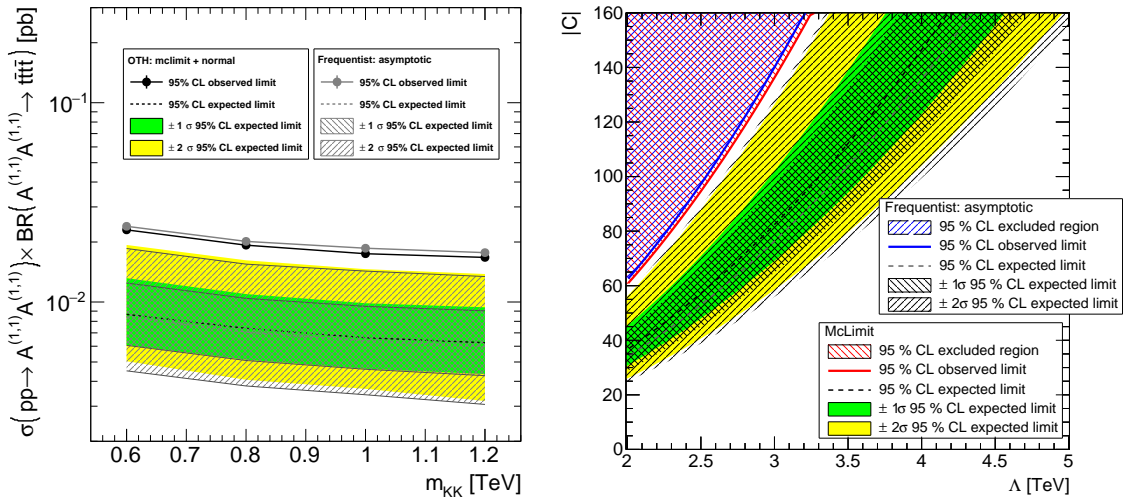 σ( pp→ A^(1,1) A^(1,1) ) × BR( A^(1,1) A^(1,1) → tt̄tt̄ ) [pb]
10⁻¹
10⁻²
OTH: mclimit + normal
95% CL observed limit
95% CL expected limit
± 1 σ 95% CL expected limit
± 2 σ 95% CL expected limit
Frequentist: asymptotic
95% CL observed limit
95% CL expected limit
± 1 σ 95% CL expected limit
± 2 σ 95% CL expected limit
0.6 0.7 0.8 0.9 1 1.1 1.2
m_KK [TeV]
|C|
160
140
120
100
80
60
40
20
0
Frequentist: asymptotic
95 % CL excluded region
95 % CL observed limit
95 % CL expected limit
± 1σ 95 % CL expected limit
± 2σ 95 % CL expected limit
McLimit
95 % CL excluded region
95 % CL observed limit
95 % CL expected limit
± 1σ 95 % CL expected limit
± 2σ 95 % CL expected limit
2 2.5 3 3.5 4 4.5 5
Λ [TeV]